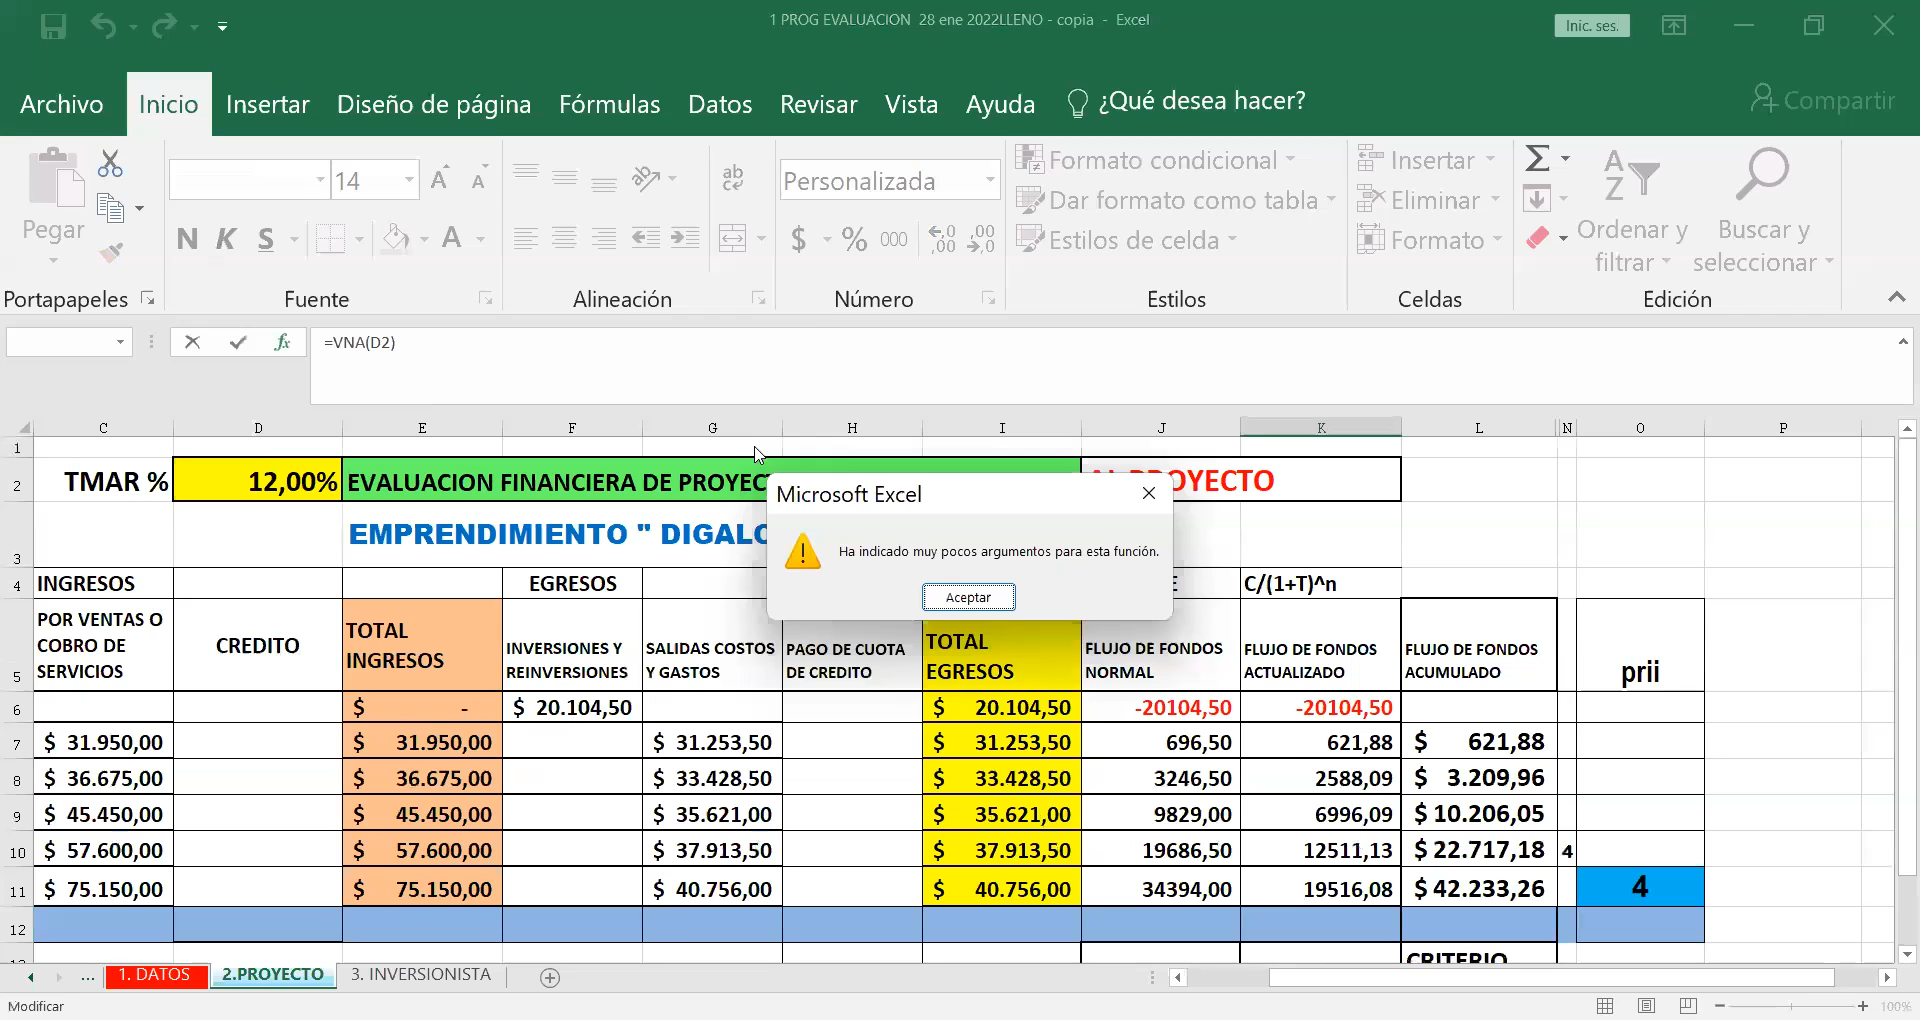 1 PROG EVALUACION 28 ene 2022LLENO - copia - Excel
Inic. ses.
Archivo Inicio Insertar Diseño de página Fórmulas Datos Revisar Vista Ayuda ¿Qué desea hacer? Compartir
Pegar
14
N K S
A A
A
ab
Personalizada
$ % 000 ,00 ,00
Formato condicional
Dar formato como tabla
Estilos de celda
Insertar
Eliminar
Formato
Σ
A
Z
Ordenar y
filtrar
Buscar y
seleccionar
Portapapeles Fuente Alineación Número Estilos Celdas Edición
fx =VNA(D2)
C D E F G H I J K L N O P
1
2 TMAR % 12,00% EVALUACION FINANCIERA DE PROYEC OYECTO
Microsoft Excel
Ha indicado muy pocos argumentos para esta función.
Aceptar
3 EMPRENDIMIENTO " DIGALO
4 INGRESOS EGRESOS E C/(1+T)^n
5 POR VENTAS O
COBRO DE
SERVICIOS
CREDITO
TOTAL
INGRESOS
INVERSIONES Y
REINVERSIONES
SALIDAS COSTOS
Y GASTOS
PAGO DE CUOTA
DE CREDITO
TOTAL
EGRESOS
FLUJO DE FONDOS
NORMAL
FLUJO DE FONDOS
ACTUALIZADO
FLUJO DE FONDOS
ACUMULADO
prii
6 $ - $ 20.104,50 $ 20.104,50 -20104,50 -20104,50
7 $ 31.950,00 $ 31.950,00 $ 31.253,50 $ 31.253,50 696,50 621,88 $ 621,88
8 $ 36.675,00 $ 36.675,00 $ 33.428,50 $ 33.428,50 3246,50 2588,09 $ 3.209,96
9 $ 45.450,00 $ 45.450,00 $ 35.621,00 $ 35.621,00 9829,00 6996,09 $ 10.206,05
10 $ 57.600,00 $ 57.600,00 $ 37.913,50 $ 37.913,50 19686,50 12511,13 $ 22.717,18 4
11 $ 75.150,00 $ 75.150,00 $ 40.756,00 $ 40.756,00 34394,00 19516,08 $ 42.233,26 4
12
CRITERIO
... 1. DATOS 2.PROYECTO 3. INVERSIONISTA
Modificar
100%